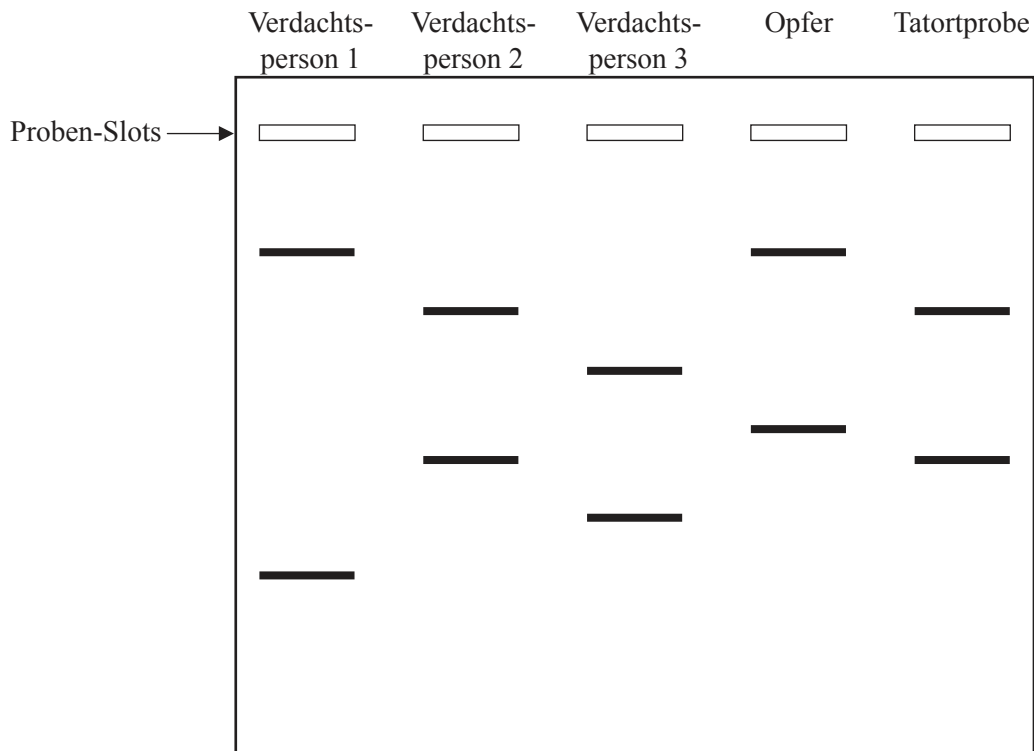 Verdachts-
person 1
Verdachts-
person 2
Verdachts-
person 3
Opfer
Tatortprobe
Proben-Slots